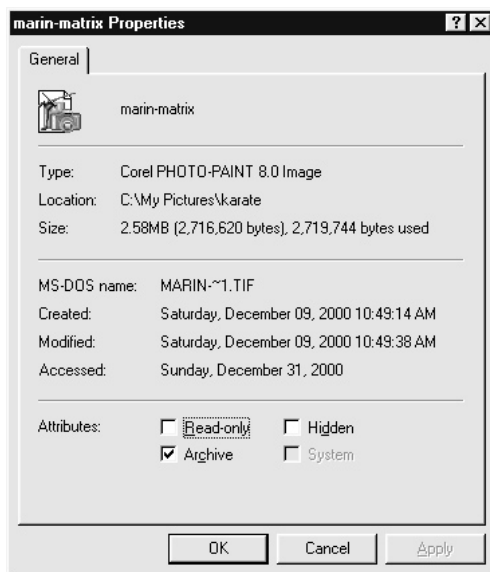 marin-matrix Properties ? X
General
marin-matrix
Type: Corel PHOTO-PAINT 8.0 Image
Location: C:\My Pictures\karate
Size: 2.58MB (2,716,620 bytes), 2,719,744 bytes used
MS-DOS name: MARIN-~1.TIF
Created: Saturday, December 09, 2000 10:49:14 AM
Modified: Saturday, December 09, 2000 10:49:38 AM
Accessed: Sunday, December 31, 2000
Attributes: Read-only Hidden
Archive System
OK Cancel Apply